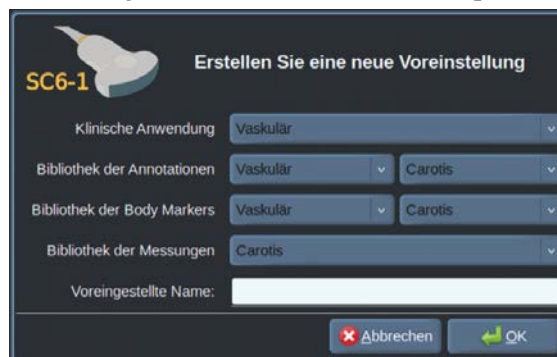 SC6-1
Erstellen Sie eine neue Voreinstellung
Klinische Anwendung Vaskulär
Bibliothek der Annotationen Vaskulär Carotis
Bibliothek der Body Markers Vaskulär Carotis
Bibliothek der Messungen Carotis
Voreingestellte Name:
Abbrechen OK